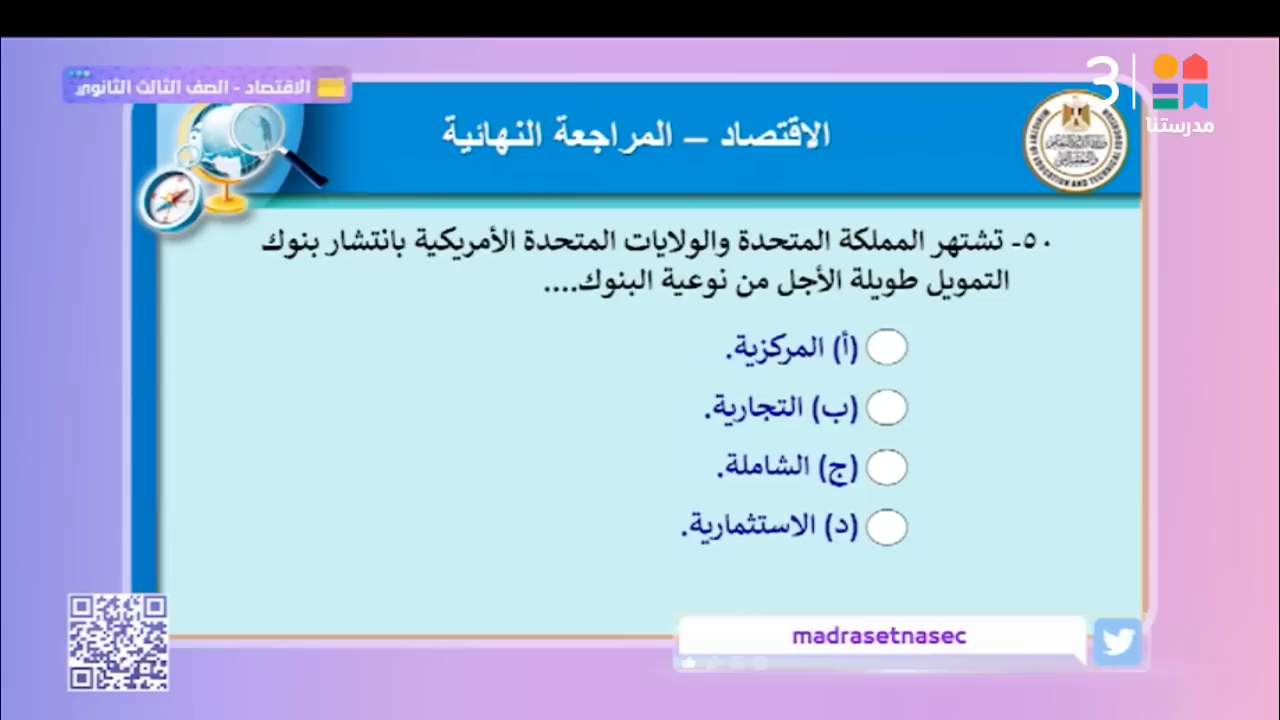 3
مدرستنا
الاقتصاد - الصف الثالث الثانوي
الاقتصاد – المراجعة النهائية
٥٠- تشتهر المملكة المتحدة والولايات المتحدة الأمريكية بانتشار بنوك
التمويل طويلة الأجل من نوعية البنوك....
(أ) المركزية.
(ب) التجارية.
(ج) الشاملة.
(د) الاستثمارية.
madrasetnasec